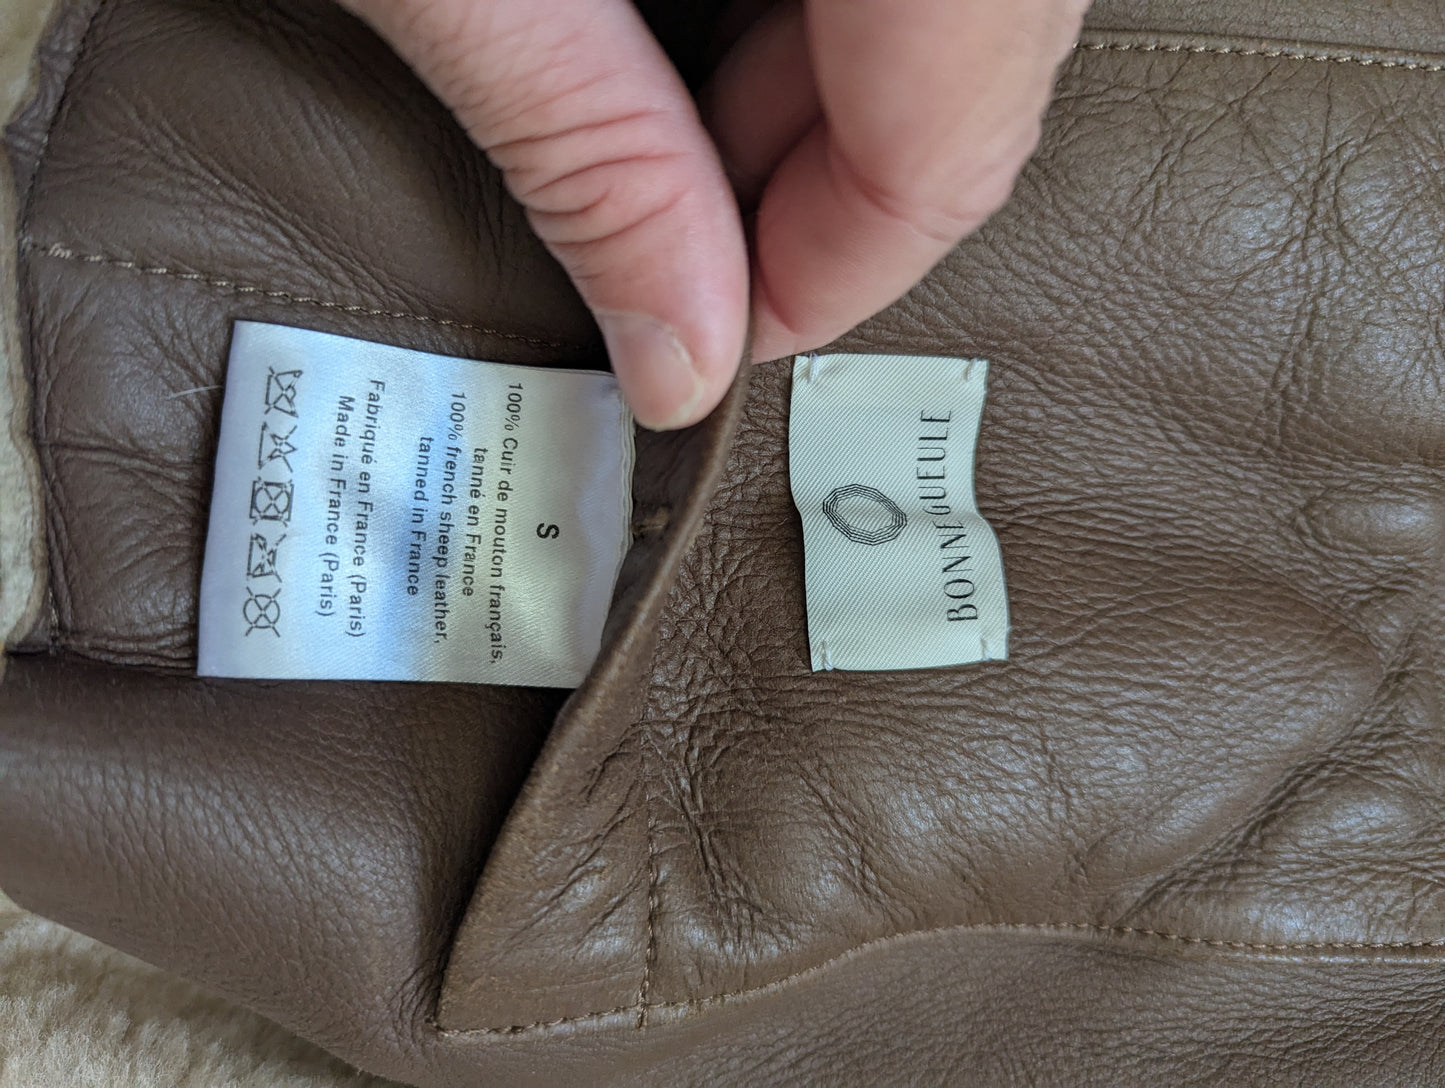 S
100% Cuir de mouton français,
tanné en France
100% french sheep leather,
tanned in France
Fabriqué en France (Paris)
Made in France (Paris)
BONNEGUEULE